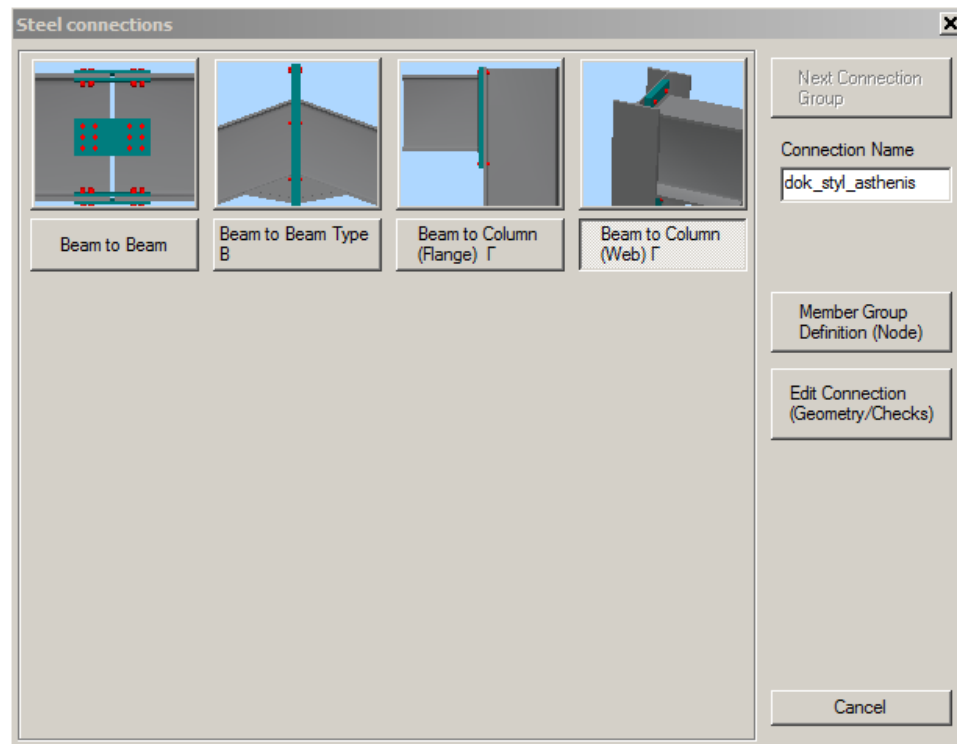 Steel connections
Beam to Beam
Beam to Beam Type
B
Beam to Column
(Flange) Γ
Beam to Column
(Web) Γ
Next Connection
Group
Connection Name
dok_styl_asthenis
Member Group
Definition (Node)
Edit Connection
(Geometry/Checks)
Cancel